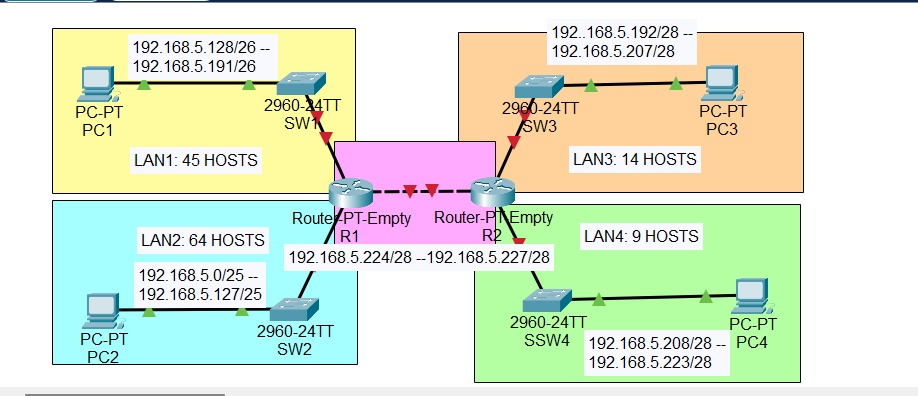 192.168.5.128/26 --
192.168.5.191/26
PC-PT
PC1
2960-24TT
SW1
LAN1: 45 HOSTS
192..168.5.192/28 --
192.168.5.207/28
2960-24TT
SW3
PC-PT
PC3
LAN3: 14 HOSTS
Router-PT-Empty
R1
Router-PT-Empty
R2
192.168.5.224/28 --192.168.5.227/28
LAN2: 64 HOSTS
192.168.5.0/25 --
192.168.5.127/25
PC-PT
PC2
2960-24TT
SW2
LAN4: 9 HOSTS
2960-24TT
SSW4
PC-PT
PC4
192.168.5.208/28 --
192.168.5.223/28